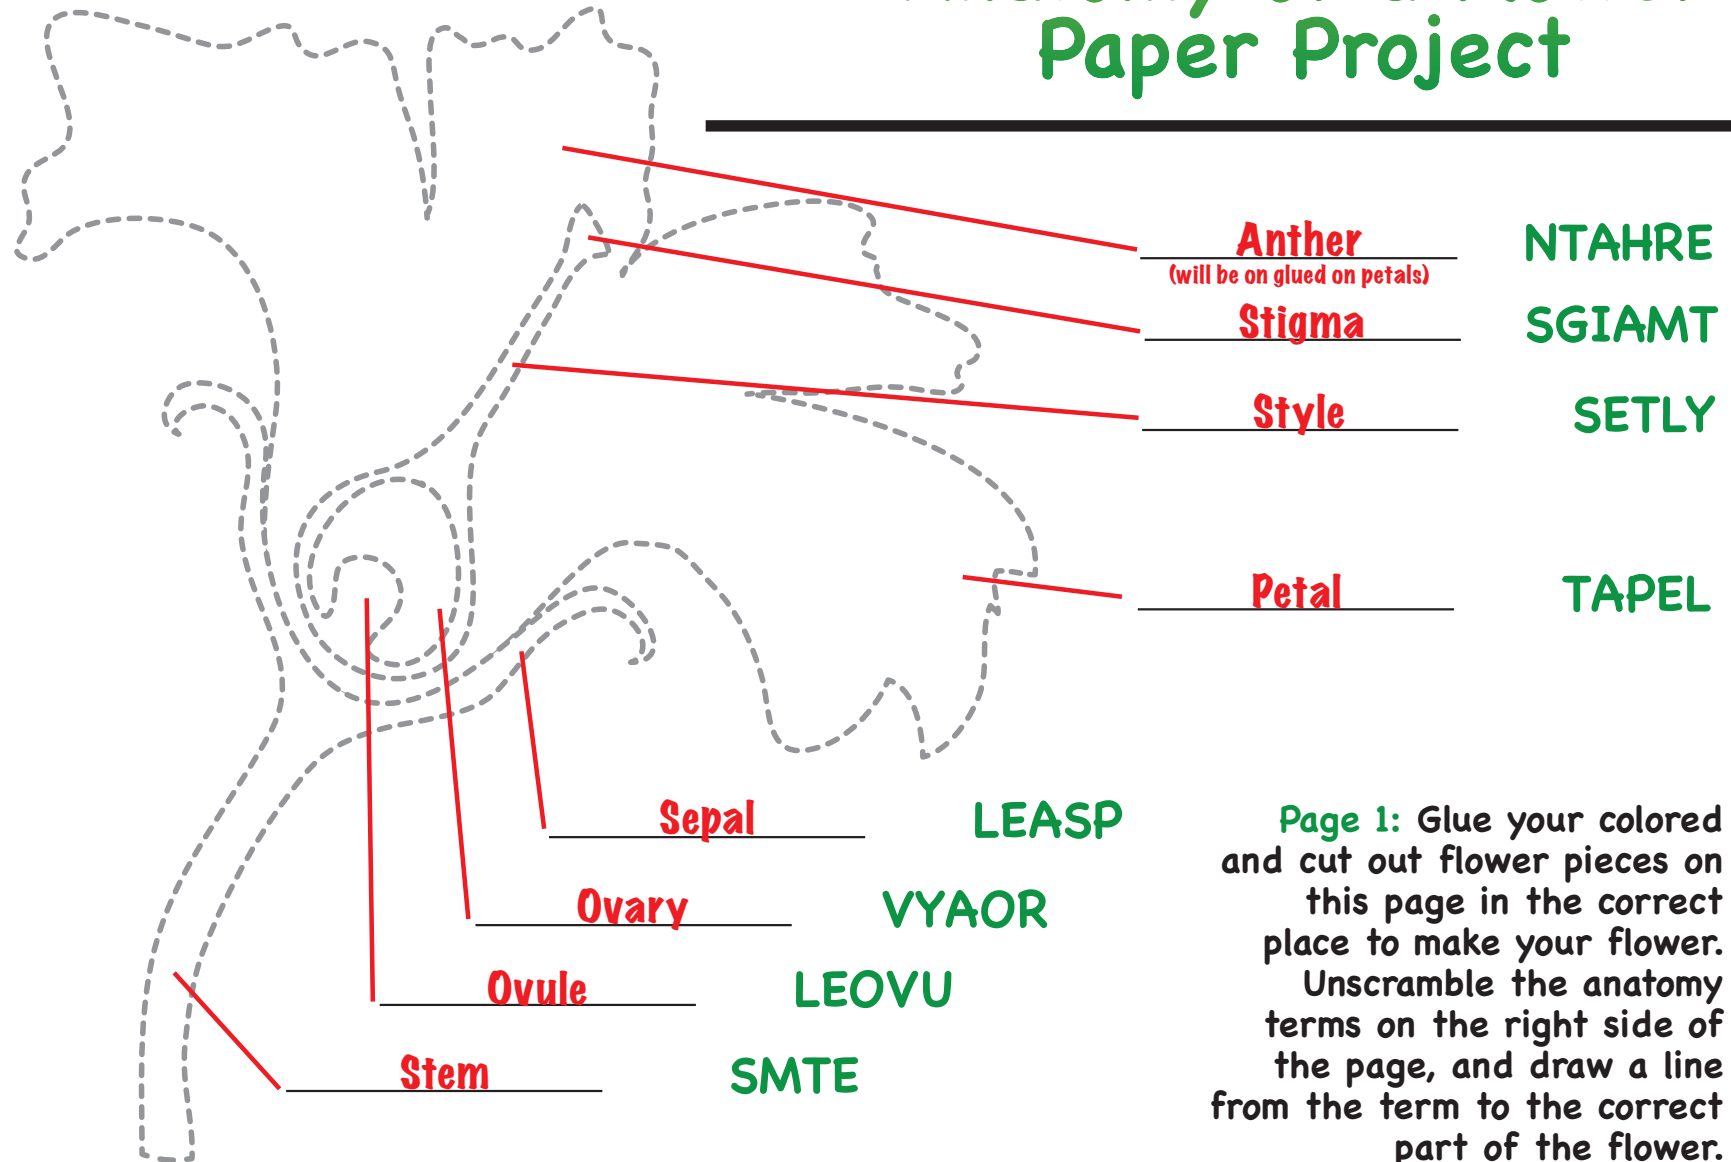 Paper Project
Anther NTAHRE
(will be on glued on petals)
Stigma SGIAMT
Style SETLY
Petal TAPEL
Sepal LEASP
Ovary VYAOR
Ovule LEOVU
Stem SMTE
Page 1: Glue your colored
and cut out flower pieces on
this page in the correct
place to make your flower.
Unscramble the anatomy
terms on the right side of
the page, and draw a line
from the term to the correct
part of the flower.